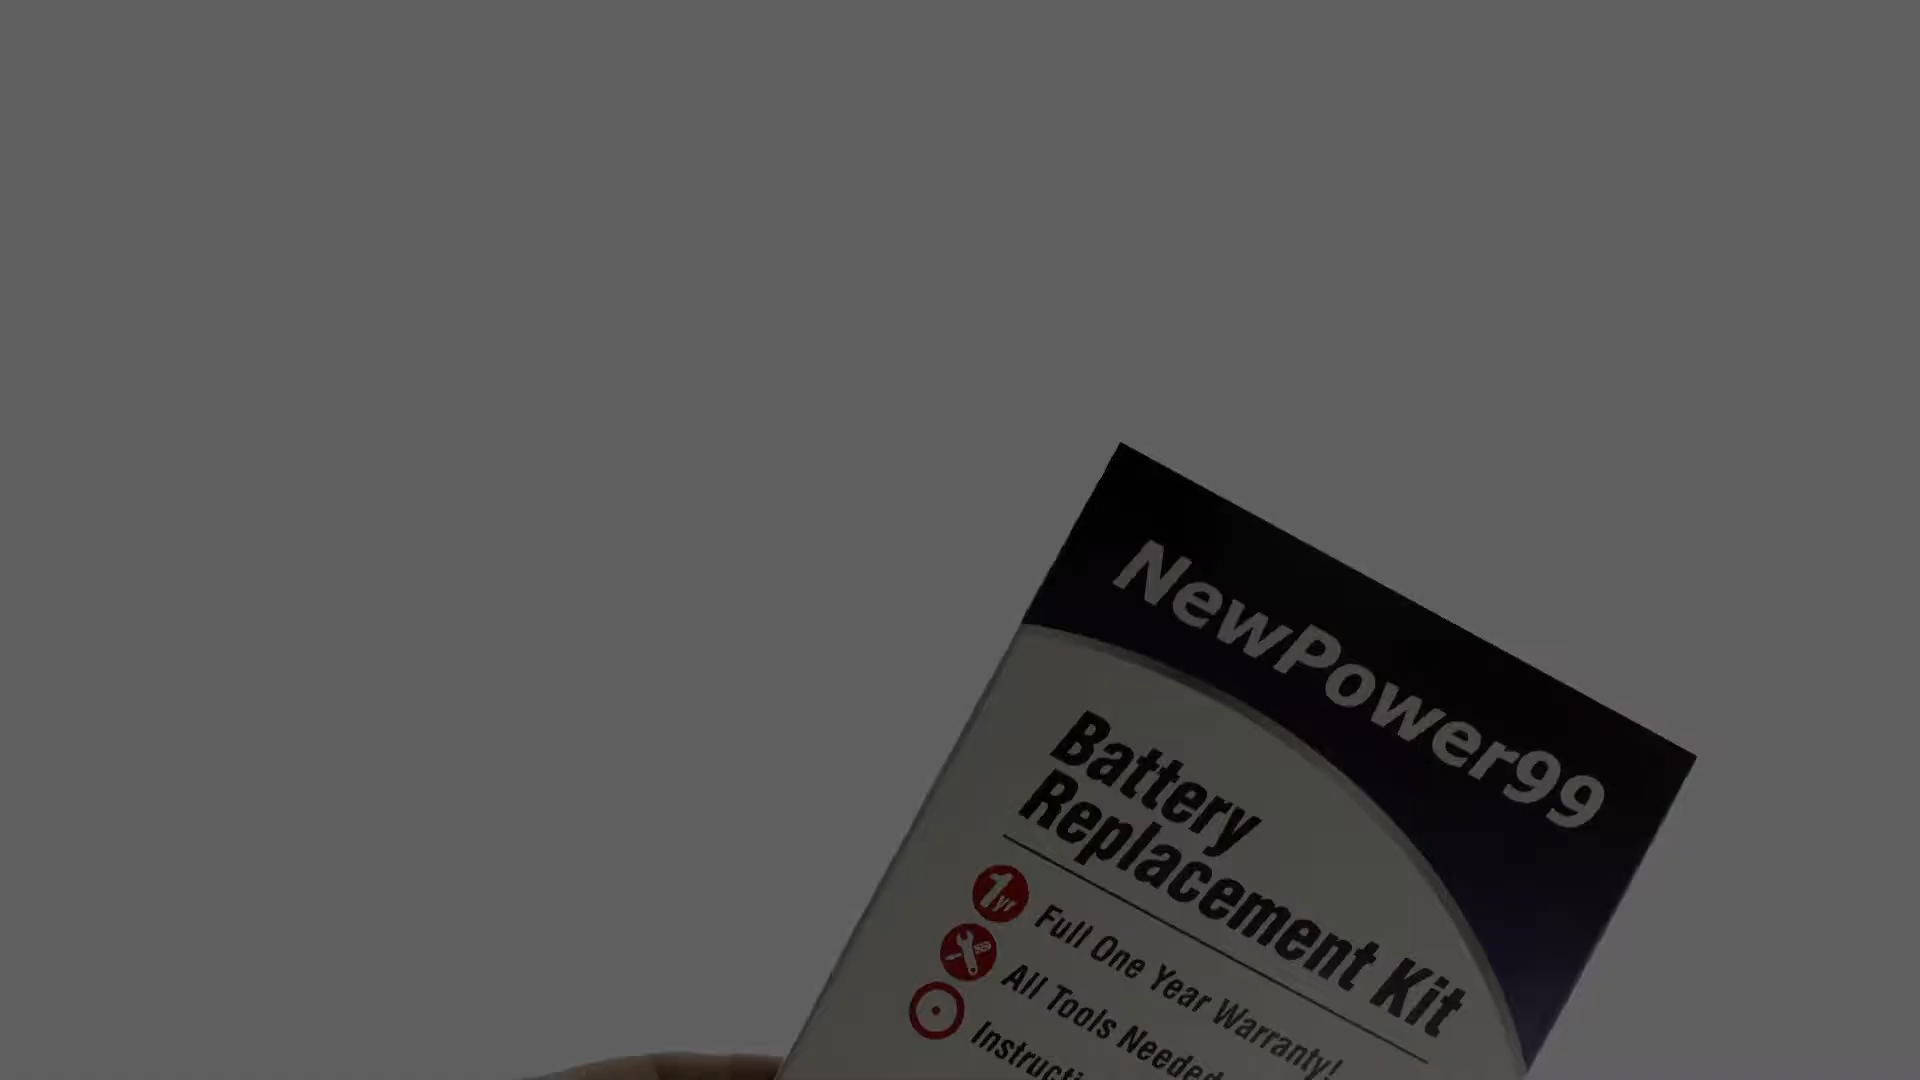 NewPower99
Battery
Replacement Kit
1yr Full One Year Warranty!
All Tools Needed